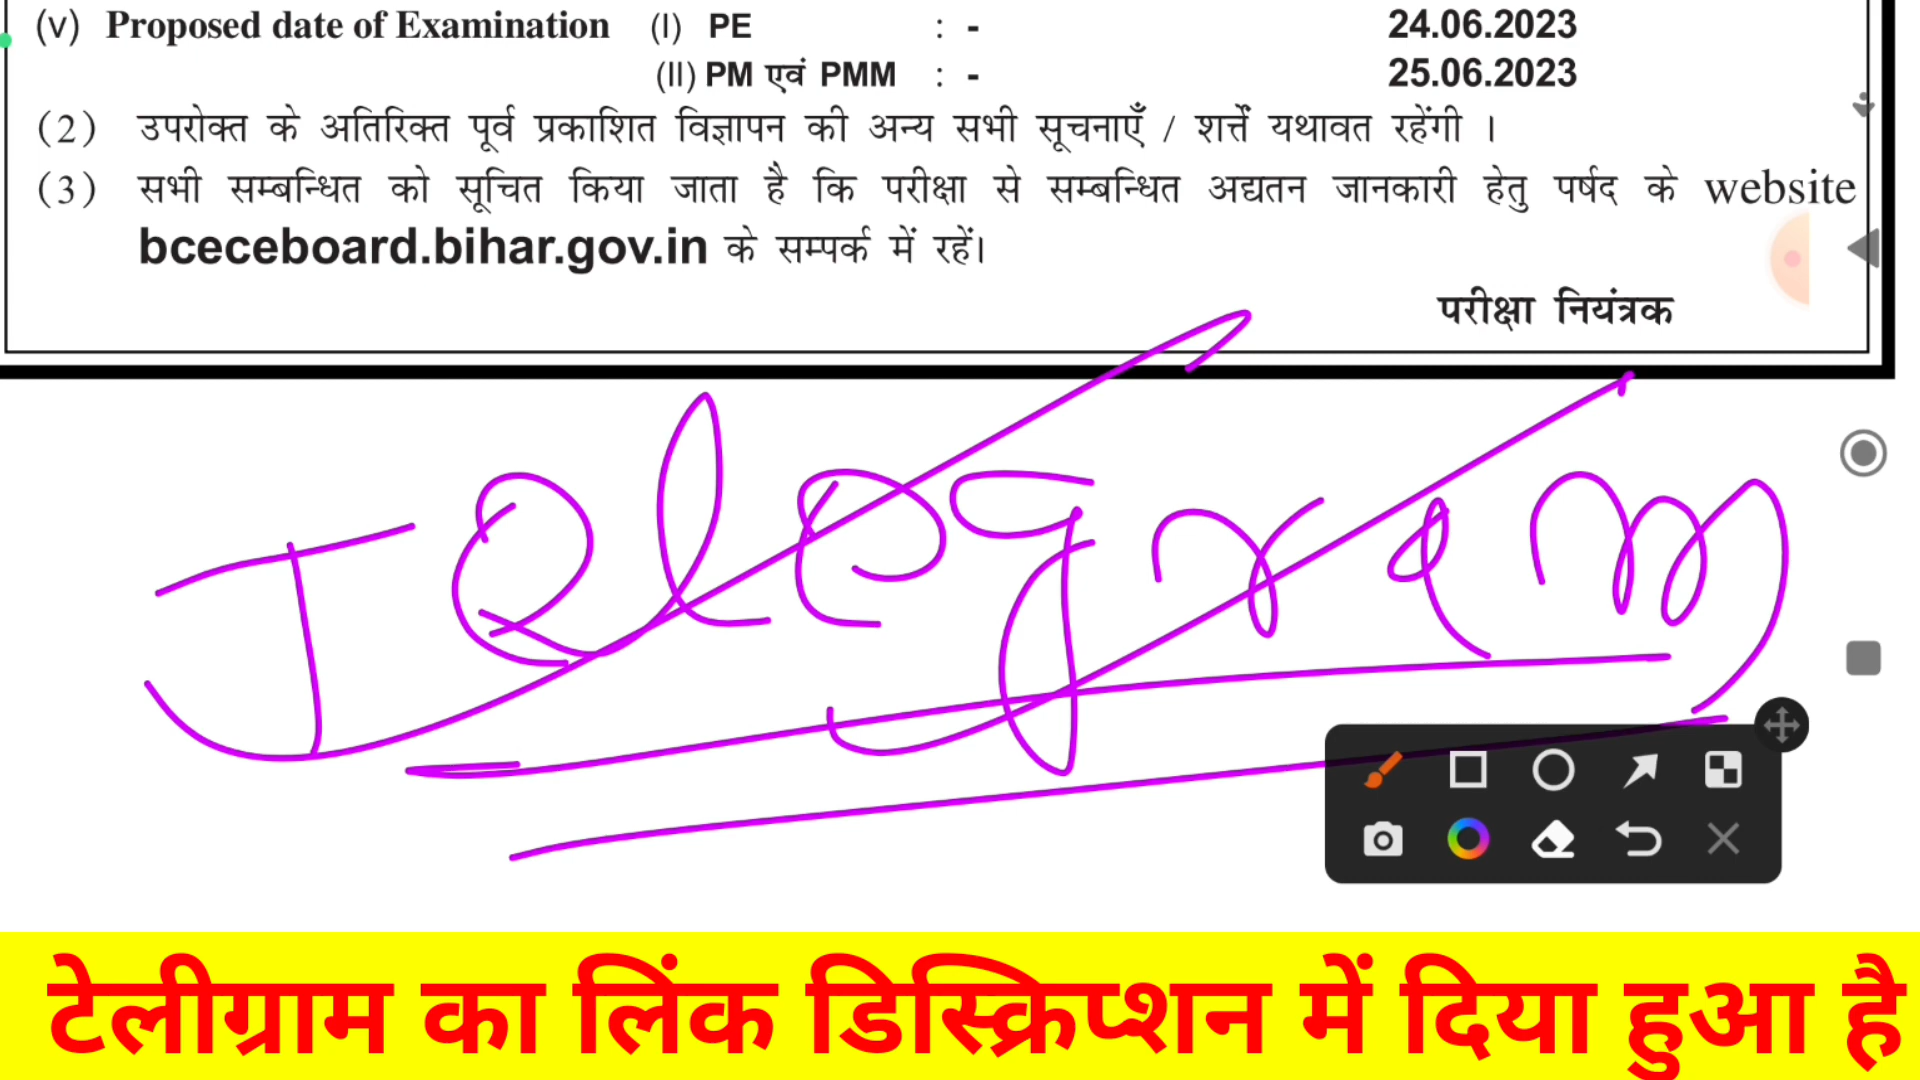 (v) Proposed date of Examination (I) PE : - 24.06.2023
(II) PM एवं PMM : - 25.06.2023
(2) उपरोक्त के अतिरिक्त पूर्व प्रकाशित विज्ञापन की अन्य सभी सूचनाएँ / शर्त्तें यथावत रहेंगी ।
(3) सभी सम्बन्धित को सूचित किया जाता है कि परीक्षा से सम्बन्धित अद्यतन जानकारी हेतु पर्षद के website
bceceboard.bihar.gov.in के सम्पर्क में रहें।
परीक्षा नियंत्रक
Telegram
टेलीग्राम का लिंक डिस्क्रिप्शन में दिया हुआ है